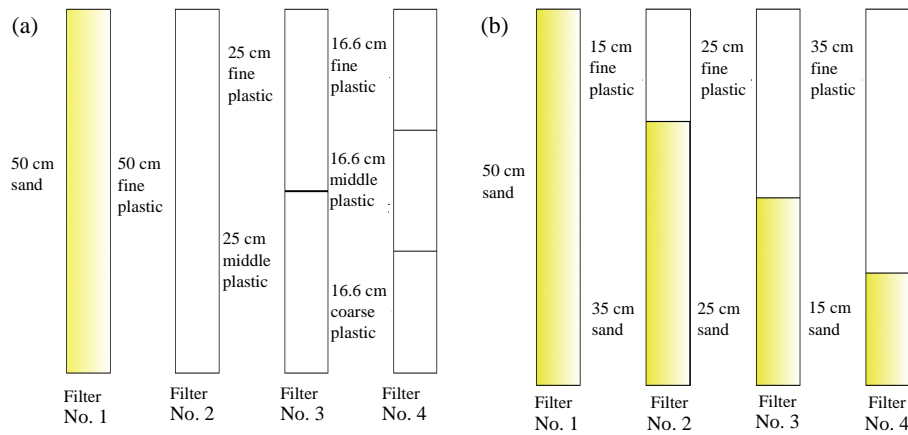 (a)
50 cm
sand
Filter
No. 1
50 cm
fine
plastic
Filter
No. 2
25 cm
fine
plastic
25 cm
middle
plastic
Filter
No. 3
16.6 cm
fine
plastic
16.6 cm
middle
plastic
16.6 cm
coarse
plastic
Filter
No. 4
(b)
50 cm
sand
Filter
No. 1
15 cm
fine
plastic
35 cm
sand
Filter
No. 2
25 cm
fine
plastic
25 cm
sand
Filter
No. 3
35 cm
fine
plastic
15 cm
sand
Filter
No. 4